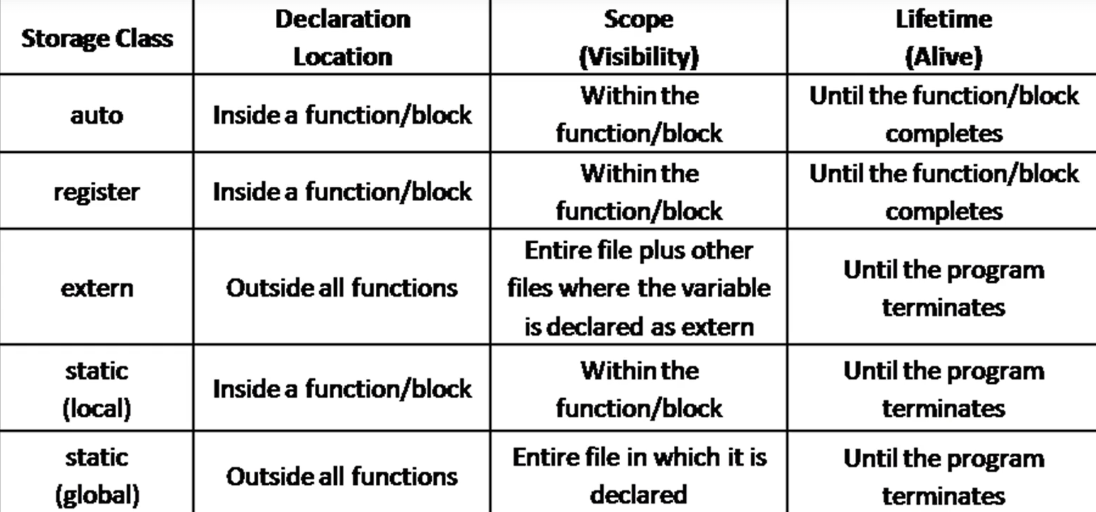 Storage Class
Declaration
Location
Scope
(Visibility)
Lifetime
(Alive)
auto
Inside a function/block
Within the
function/block
Until the function/block
completes
register
Inside a function/block
Within the
function/block
Until the function/block
completes
extern
Outside all functions
Entire file plus other
files where the variable
is declared as extern
Until the program
terminates
static
(local)
Inside a function/block
Within the
function/block
Until the program
terminates
static
(global)
Outside all functions
Entire file in which it is
declared
Until the program
terminates